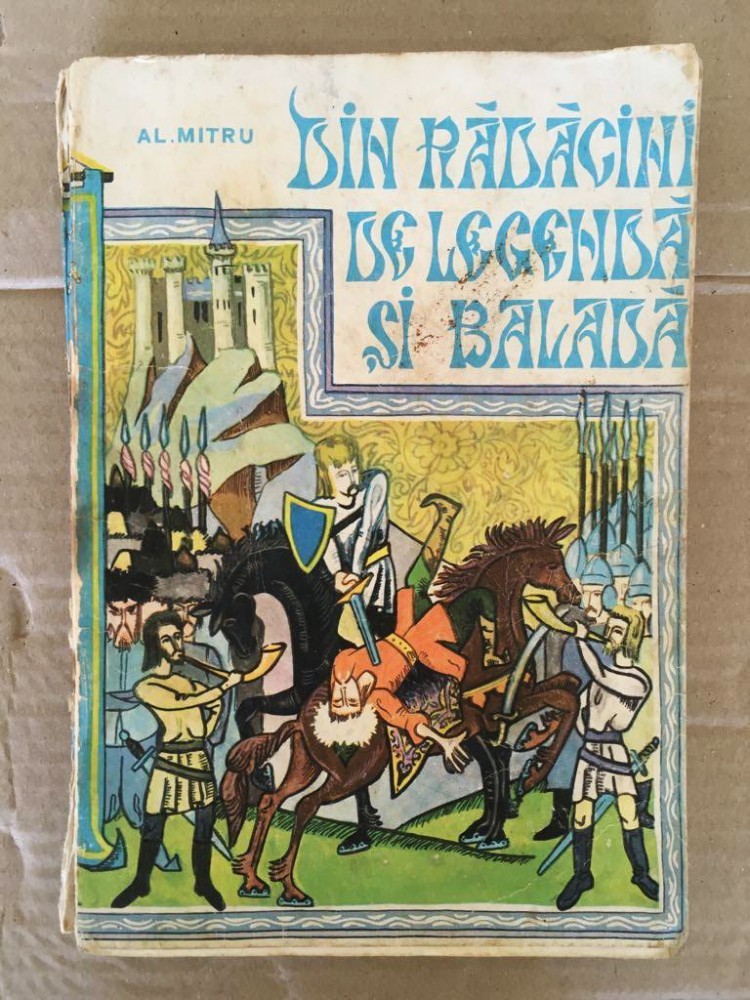 AL. MITRU
DIN RĂDĂCINI
DE LEGENDĂ
ȘI BALADĂ